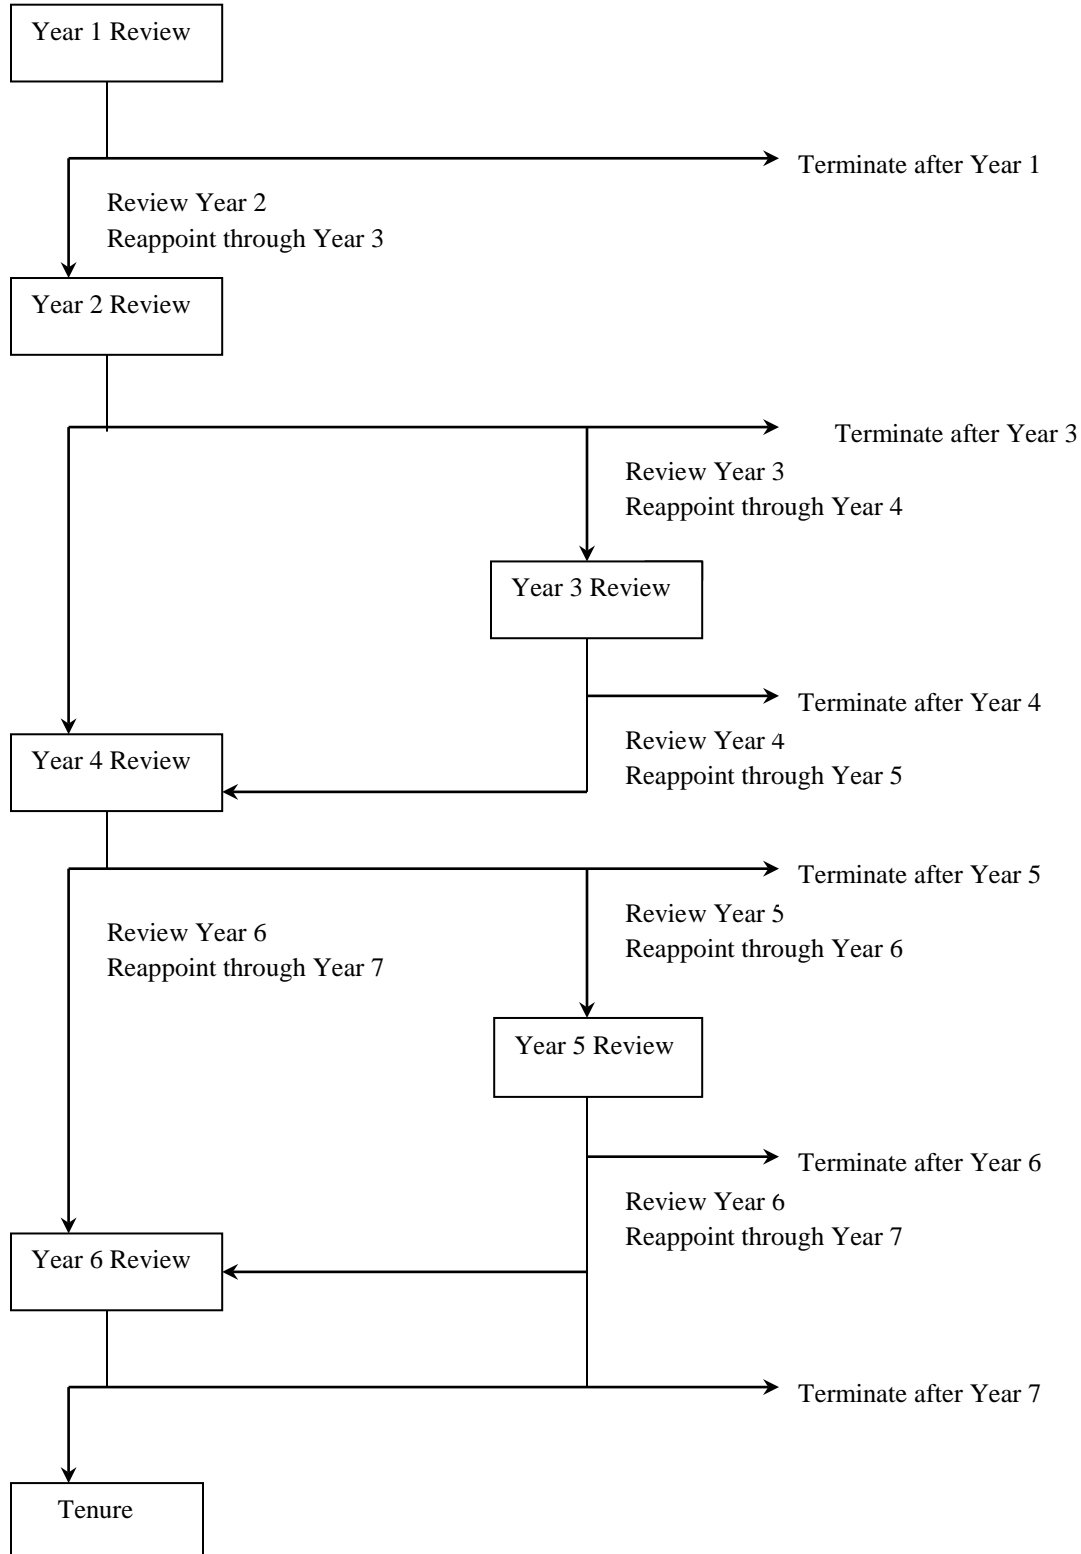 Year 1 Review
Terminate after Year 1
Review Year 2
Reappoint through Year 3
Year 2 Review
Terminate after Year 3
Review Year 3
Reappoint through Year 4
Year 3 Review
Terminate after Year 4
Review Year 4
Reappoint through Year 5
Year 4 Review
Terminate after Year 5
Review Year 5
Reappoint through Year 6
Review Year 6
Reappoint through Year 7
Year 5 Review
Terminate after Year 6
Review Year 6
Reappoint through Year 7
Year 6 Review
Terminate after Year 7
Tenure